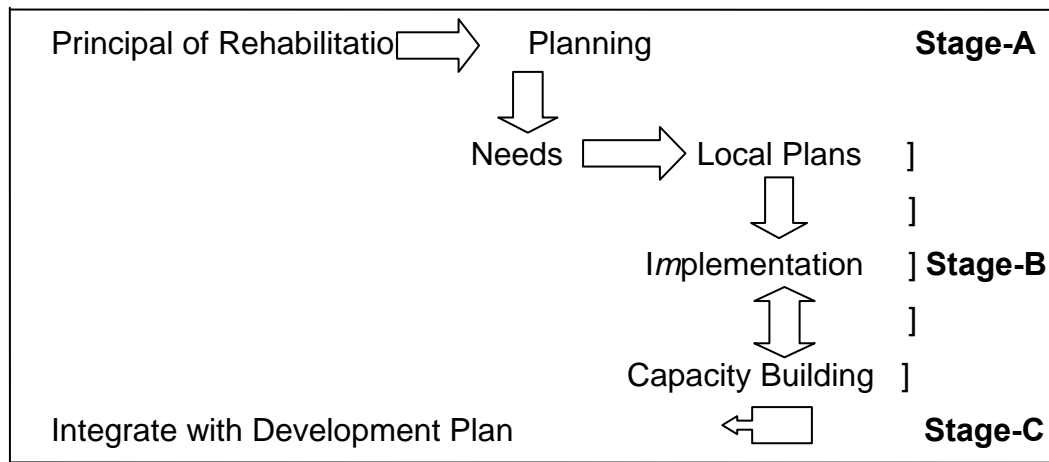 Principal of Rehabilitatio Planning Stage-A
Needs Local Plans ]
]
Implementation ] Stage-B
]
Capacity Building ]
Integrate with Development Plan Stage-C